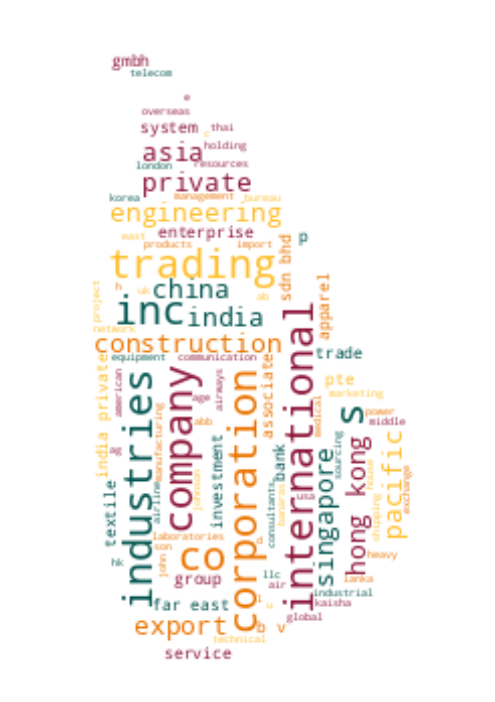 gmbh
telecom
e
overseas
system thai
c
asia holding
london resources
private
korea management bureau
engineering
enterprise
east p
products import
trading
sdn bhd
h uk china ab
project
inc india
apparel
network
construction
international
equipment communication trade
american
industries
company
age
airways
corporation
associate
pte
marketing
india private
manufacturing
abb
medical
s power
middle
ag
textile
airline
johnson
investment
bank
consultants
bahamas
usa
singapore
sourcing
hong kong
house
shipping
pacific
exchange
laboratories
hk
son
john
co
d
heavy
group
llc
air
lanka
industrial
far east
l u
kaisha
global
export b v
technical
service